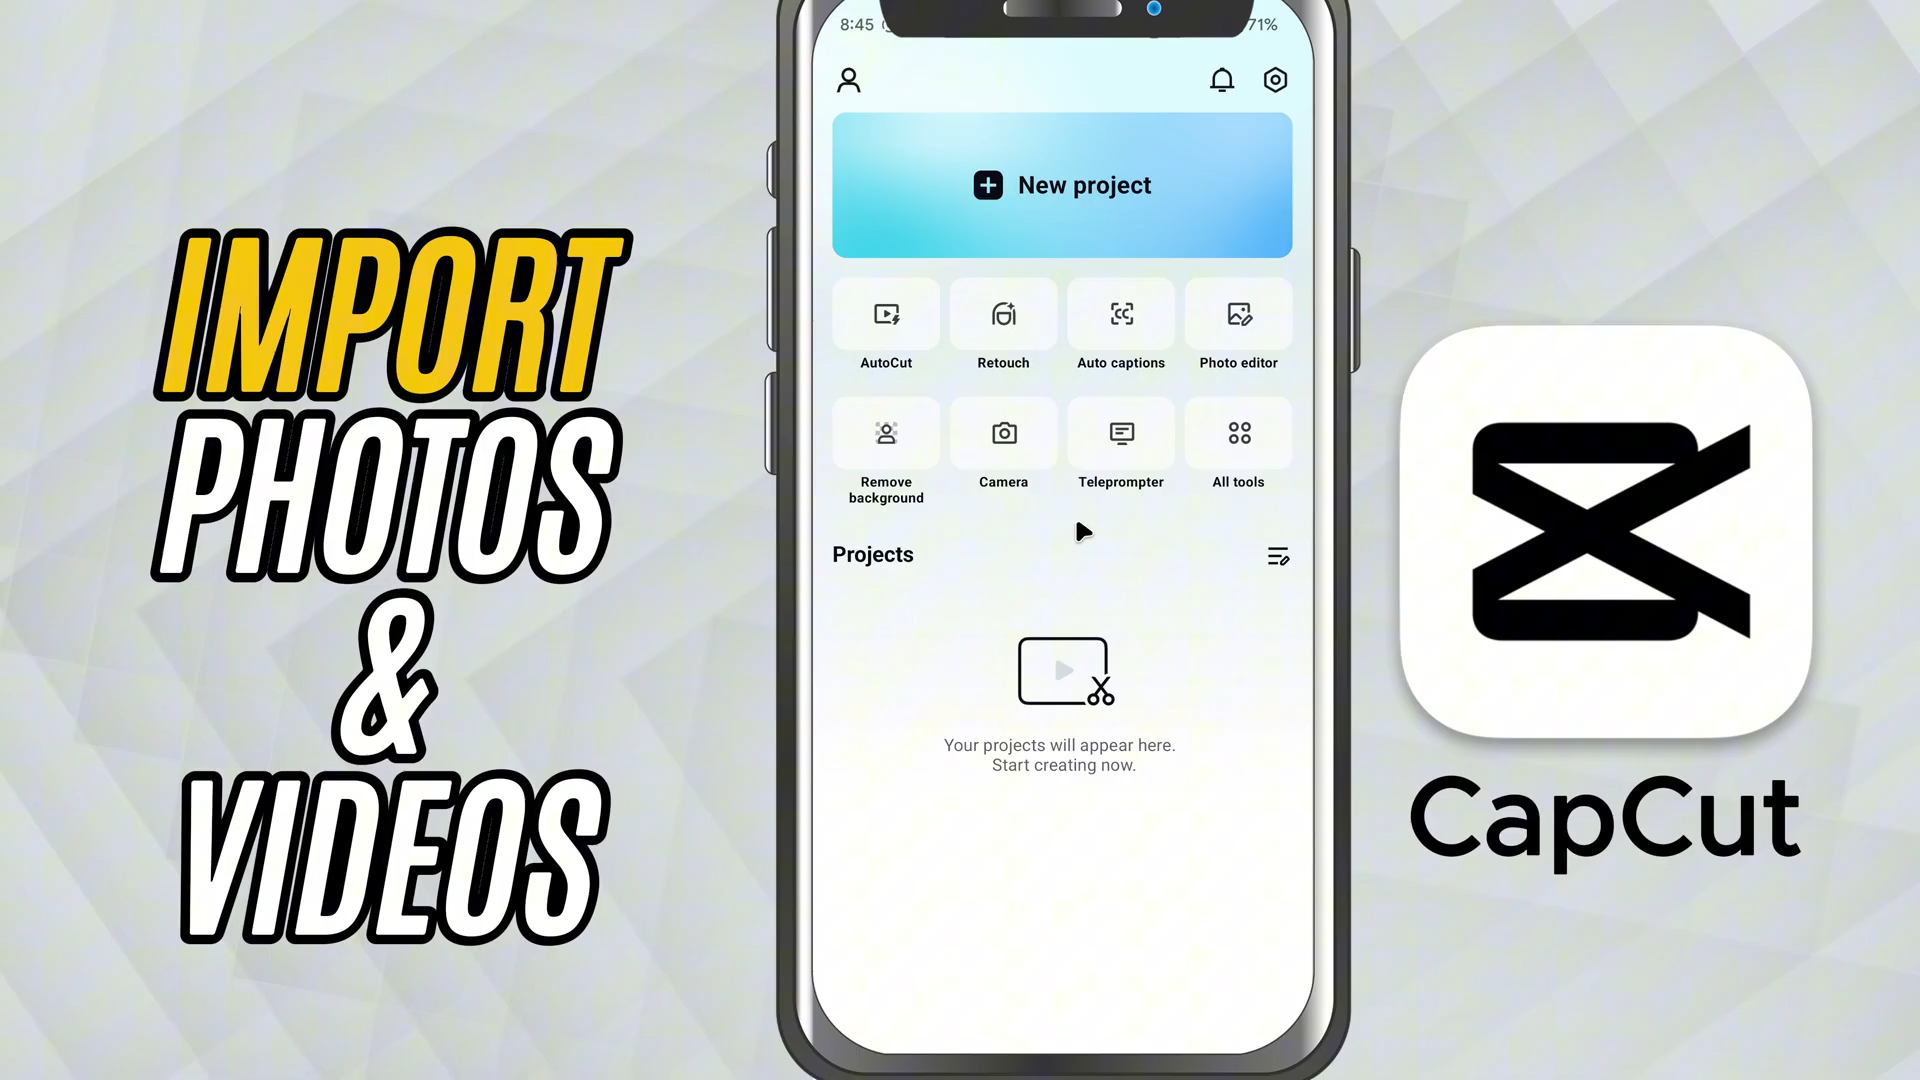 IMPORT
PHOTOS
&
VIDEOS
8:45
71%
New project
AutoCut
Retouch
Auto captions
Photo editor
Remove
background
Camera
Teleprompter
All tools
Projects
Your projects will appear here.
Start creating now.
CapCut